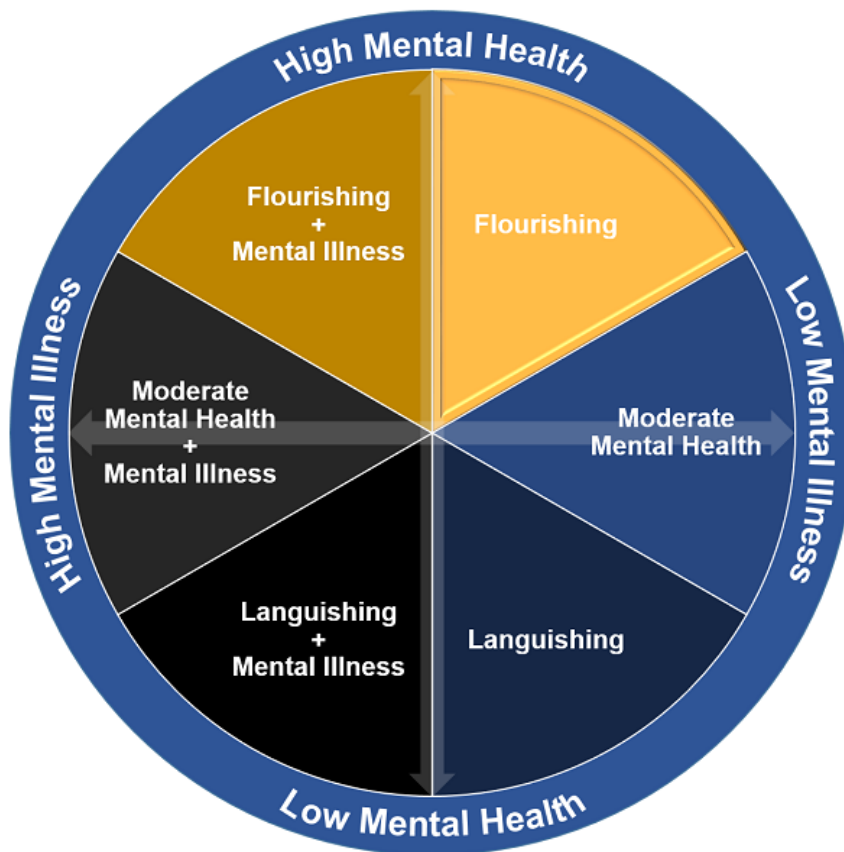 High Mental Health
Flourishing
+
Mental Illness
Flourishing
High Mental Illness
Moderate
Mental Health
+
Mental Illness
Moderate
Mental Health
Low Mental Illness
Languishing
+
Mental Illness
Languishing
Low Mental Health